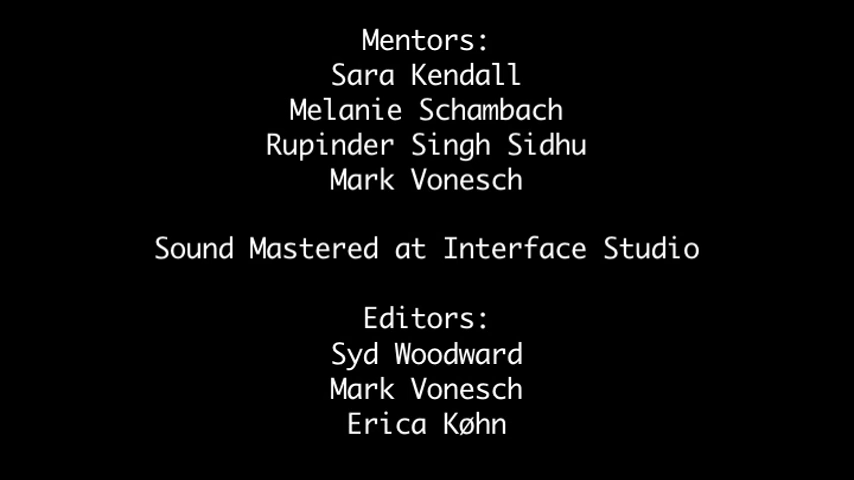 Mentors:
Sara Kendall
Melanie Schambach
Rupinder Singh Sidhu
Mark Vonesch
Sound Mastered at Interface Studio
Editors:
Syd Woodward
Mark Vonesch
Erica Køhn